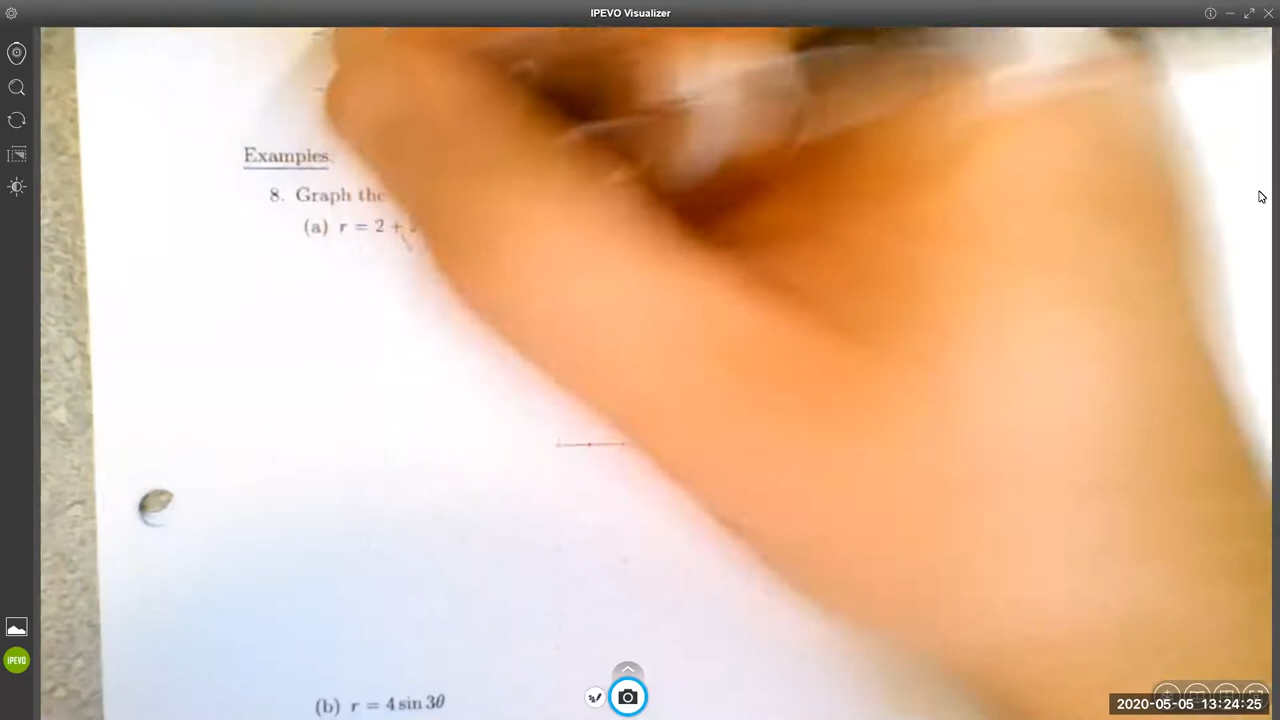 IPEVO Visualizer
Examples.
8. Graph the
(a) r = 2 +
(b) r = 4 sin 3θ
IPEVO
2020-05-05 13:24:25